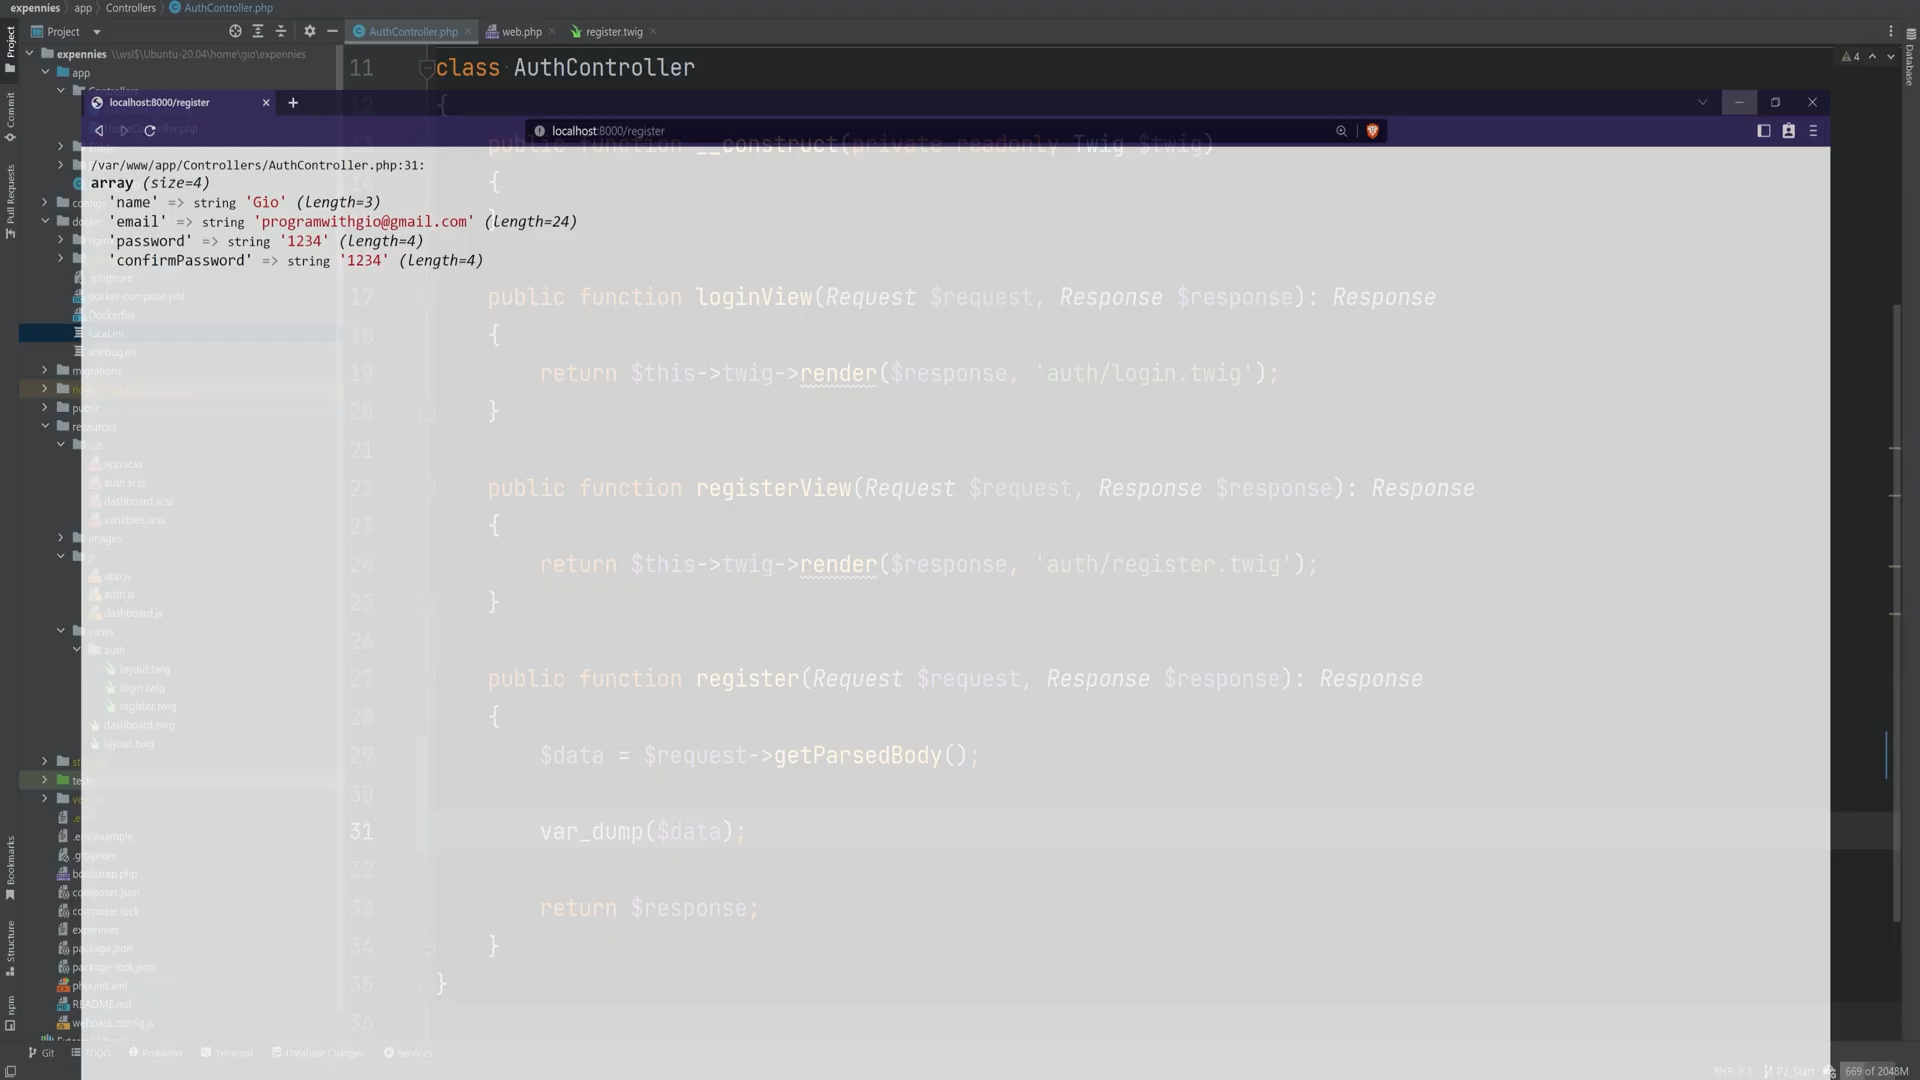 expennies
app
Controllers
AuthController.php
Project
AuthController.php
web.php
register.twig
expennies \\wsl$\Ubuntu-20.04\home\gio\expennies
app
11
class AuthController
4
localhost:8000/register
12
{
localhost:8000/register
public function __construct(private readonly Twig $twig)
{
/var/www/app/Controllers/AuthController.php:31:
array (size=4)
'name' => string 'Gio' (length=3)
'email' => string 'programwithgio@gmail.com' (length=24)
'password' => string '1234' (length=4)
'confirmPassword' => string '1234' (length=4)
.gitignore
docker-compose.yml
Dockerfile
local.ini
xdebug.ini
migrations
public
resources
css
app.scss
auth.scss
dashboard.scss
variables.scss
images
js
app.js
auth.js
dashboard.js
views
auth
layout.twig
login.twig
register.twig
dashboard.twig
layout.twig
.env.example
.gitignore
bootstrap.php
composer.json
composer.lock
expennies
package.json
package-lock.json
phpunit.xml
README.md
webpack.config.js
17 public function loginView(Request $request, Response $response): Response
18 {
19 return $this->twig->render($response, 'auth/login.twig');
20 }
21
22 public function registerView(Request $request, Response $response): Response
23 {
24 return $this->twig->render($response, 'auth/register.twig');
25 }
26
27 public function register(Request $request, Response $response): Response
28 {
29 $data = $request->getParsedBody();
30
31 var_dump($data);
32
33 return $response;
34 }
35 }
36
Project
Commit
Pull Requests
Bookmarks
Structure
npm
Database
Git
TODO
Problems
Terminal
Database Changes
Services
P2_Start
669 of 2048M